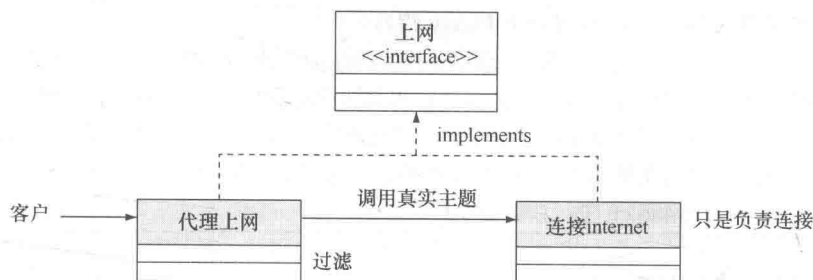 上网
<<interface>>
implements
客户
代理上网
调用真实主题
连接internet
只是负责连接
过滤